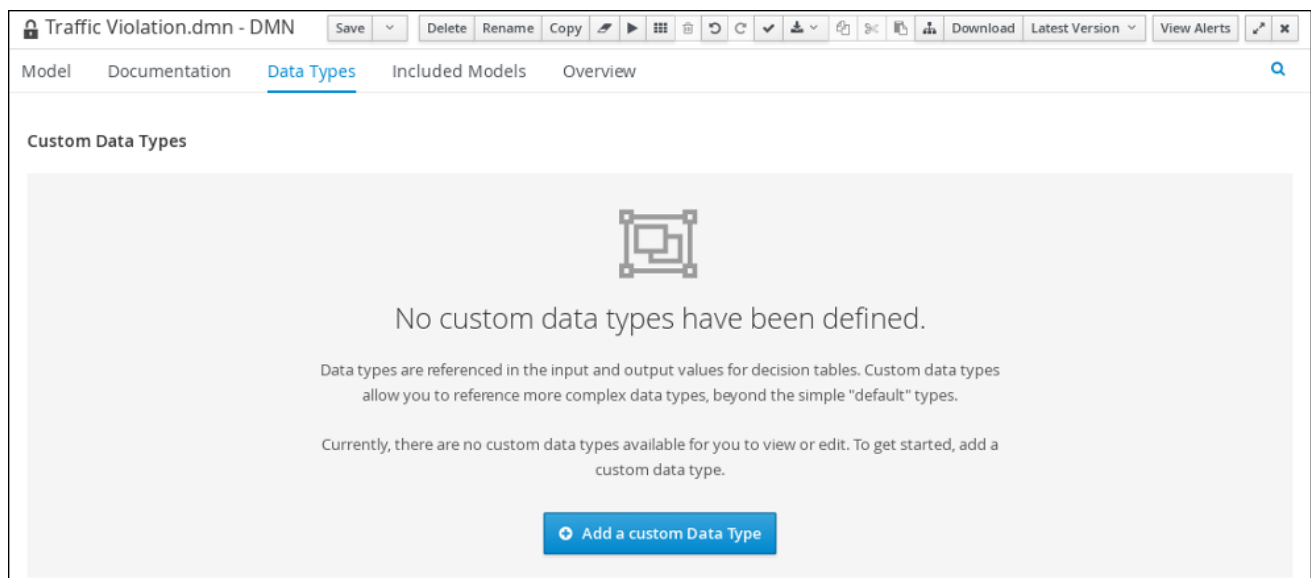 Traffic Violation.dmn - DMN Save Delete Rename Copy Download Latest Version View Alerts
Model Documentation Data Types Included Models Overview
Custom Data Types
No custom data types have been defined.
Data types are referenced in the input and output values for decision tables. Custom data types
allow you to reference more complex data types, beyond the simple "default" types.
Currently, there are no custom data types available for you to view or edit. To get started, add a
custom data type.
Add a custom Data Type